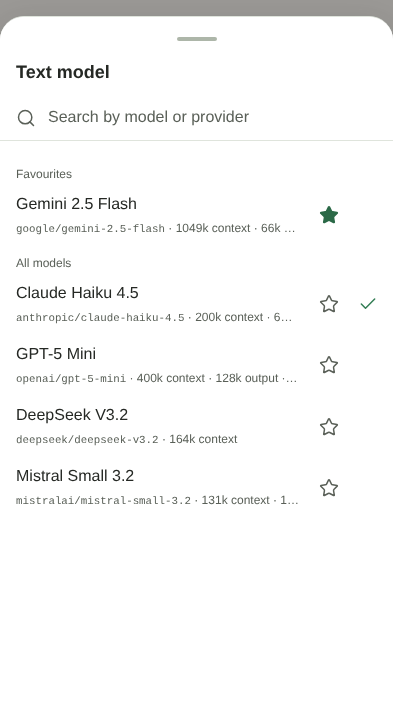 Text model
Search by model or provider
Favourites
Gemini 2.5 Flash
google/gemini-2.5-flash · 1049k context · 66k …
All models
Claude Haiku 4.5
anthropic/claude-haiku-4.5 · 200k context · 6…
GPT-5 Mini
openai/gpt-5-mini · 400k context · 128k output ·…
DeepSeek V3.2
deepseek/deepseek-v3.2 · 164k context
Mistral Small 3.2
mistralai/mistral-small-3.2 · 131k context · 1…